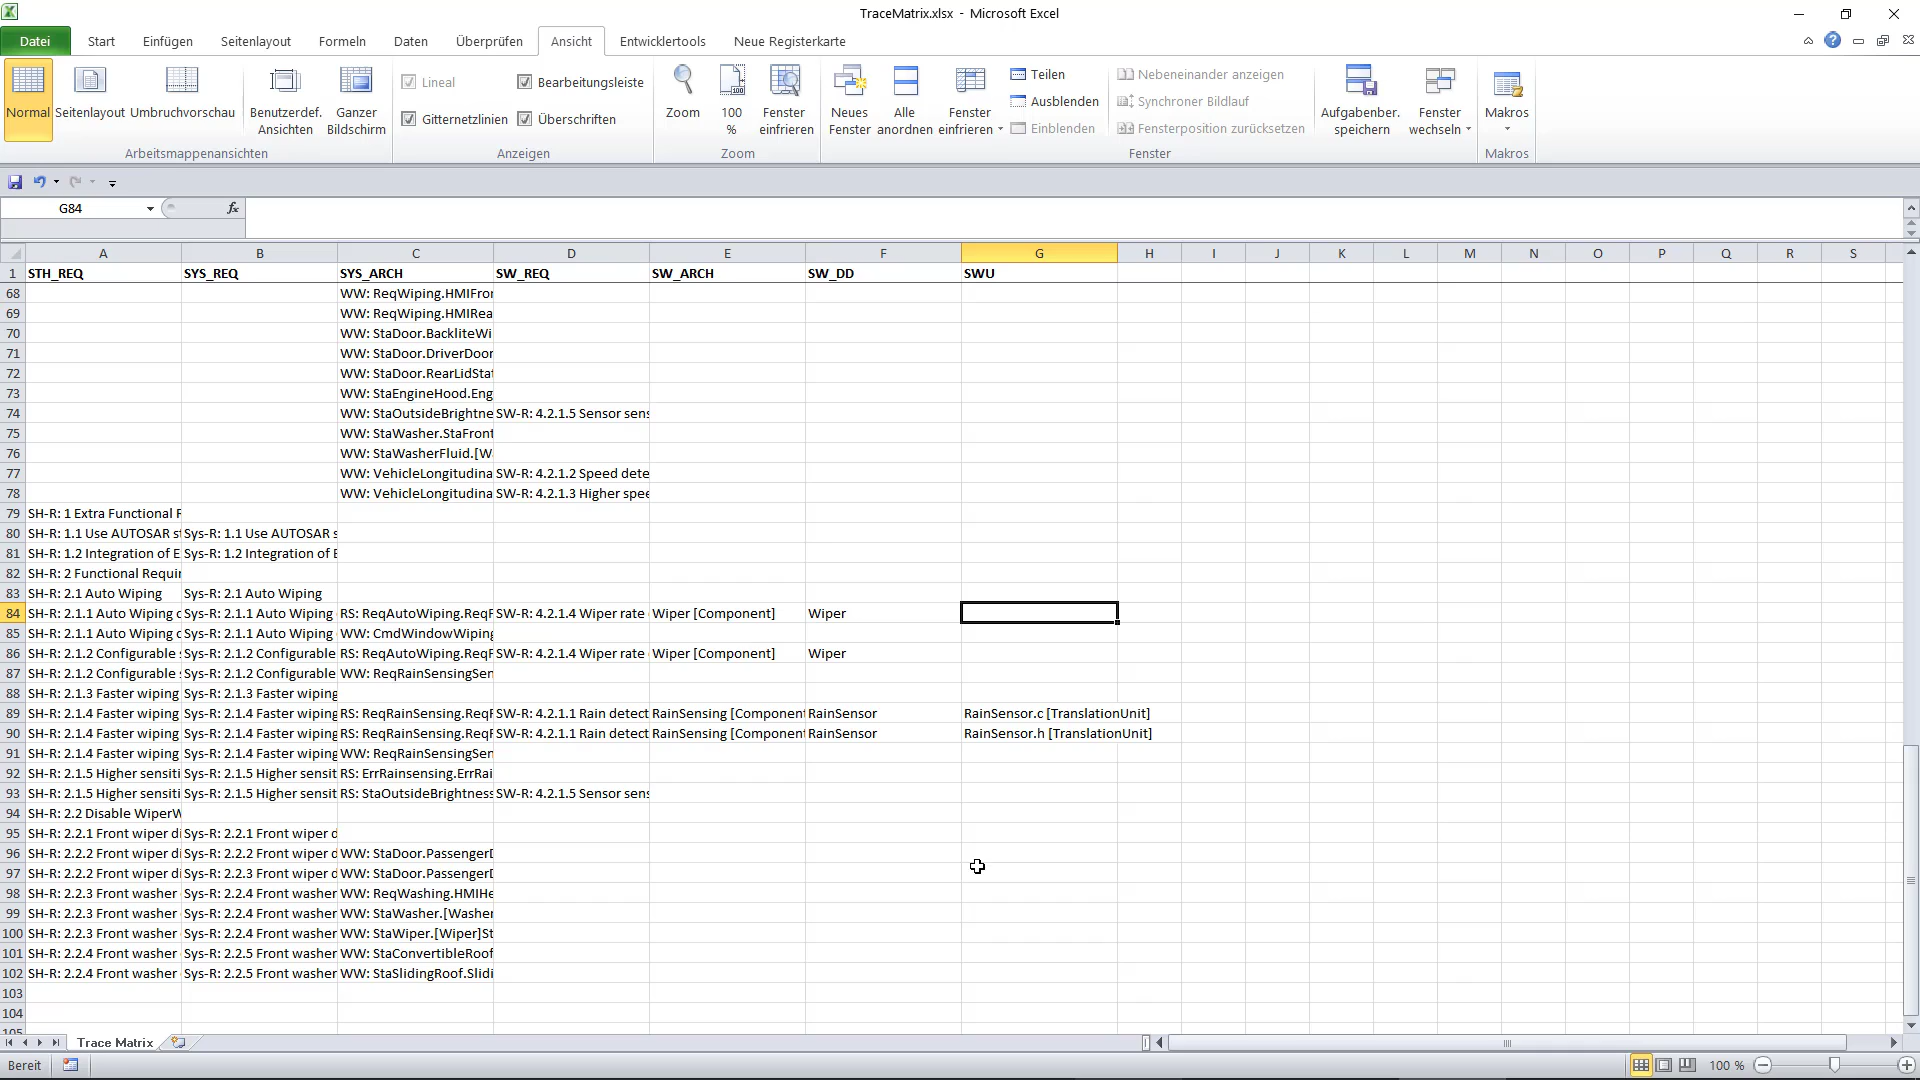 TraceMatrix.xlsx - Microsoft Excel
Datei Start Einfügen Seitenlayout Formeln Daten Überprüfen Ansicht Entwicklertools Neue Registerkarte
Normal Seitenlayout Umbruchvorschau Benutzerdef. Ansichten Ganzer Bildschirm
Arbeitsmappenansichten
Lineal Bearbeitungsleiste
Gitternetzlinien Überschriften
Anzeigen
Zoom 100 % Fenster einfrieren
Zoom
Neues Fenster Alle anordnen Fenster einfrieren
Teilen
Ausblenden
Einblenden
Nebeneinander anzeigen
Synchroner Bildlauf
Fensterposition zurücksetzen
Aufgabenber. speichern Fenster wechseln
Fenster
Makros
Makros
G84 fx
A B C D E F G H I J K L M N O P Q R S
1 STH_REQ SYS_REQ SYS_ARCH SW_REQ SW_ARCH SW_DD SWU
68 WW: ReqWiping.HMIFror
69 WW: ReqWiping.HMIRea
70 WW: StaDoor.BackliteWi
71 WW: StaDoor.DriverDoor
72 WW: StaDoor.RearLidStat
73 WW: StaEngineHood.Eng
74 WW: StaOutsideBrightne SW-R: 4.2.1.5 Sensor sens
75 WW: StaWasher.StaFront
76 WW: StaWasherFluid.[Wa
77 WW: VehicleLongitudina SW-R: 4.2.1.2 Speed dete
78 WW: VehicleLongitudina SW-R: 4.2.1.3 Higher spee
79 SH-R: 1 Extra Functional R
80 SH-R: 1.1 Use AUTOSAR st Sys-R: 1.1 Use AUTOSAR s
81 SH-R: 1.2 Integration of E Sys-R: 1.2 Integration of E
82 SH-R: 2 Functional Requir
83 SH-R: 2.1 Auto Wiping Sys-R: 2.1 Auto Wiping
84 SH-R: 2.1.1 Auto Wiping c Sys-R: 2.1.1 Auto Wiping RS: ReqAutoWiping.ReqF SW-R: 4.2.1.4 Wiper rate Wiper [Component] Wiper
85 SH-R: 2.1.1 Auto Wiping c Sys-R: 2.1.1 Auto Wiping WW: CmdWindowWiping
86 SH-R: 2.1.2 Configurable s Sys-R: 2.1.2 Configurable RS: ReqAutoWiping.ReqF SW-R: 4.2.1.4 Wiper rate Wiper [Component] Wiper
87 SH-R: 2.1.2 Configurable s Sys-R: 2.1.2 Configurable WW: ReqRainSensingSen
88 SH-R: 2.1.3 Faster wiping Sys-R: 2.1.3 Faster wiping
89 SH-R: 2.1.4 Faster wiping Sys-R: 2.1.4 Faster wiping RS: ReqRainSensing.ReqF SW-R: 4.2.1.1 Rain detect RainSensing [Component RainSensor RainSensor.c [TranslationUnit]
90 SH-R: 2.1.4 Faster wiping Sys-R: 2.1.4 Faster wiping RS: ReqRainSensing.ReqF SW-R: 4.2.1.1 Rain detect RainSensing [Component RainSensor RainSensor.h [TranslationUnit]
91 SH-R: 2.1.4 Faster wiping Sys-R: 2.1.4 Faster wiping WW: ReqRainSensingSen
92 SH-R: 2.1.5 Higher sensiti Sys-R: 2.1.5 Higher sensit RS: ErrRainsensing.ErrRai
93 SH-R: 2.1.5 Higher sensiti Sys-R: 2.1.5 Higher sensit RS: StaOutsideBrightness SW-R: 4.2.1.5 Sensor sens
94 SH-R: 2.2 Disable WiperW
95 SH-R: 2.2.1 Front wiper di Sys-R: 2.2.1 Front wiper d
96 SH-R: 2.2.2 Front wiper di Sys-R: 2.2.2 Front wiper d WW: StaDoor.PassengerD
97 SH-R: 2.2.2 Front wiper di Sys-R: 2.2.3 Front wiper d WW: StaDoor.PassengerD
98 SH-R: 2.2.3 Front washer Sys-R: 2.2.4 Front washer WW: ReqWashing.HMIHe
99 SH-R: 2.2.3 Front washer Sys-R: 2.2.4 Front washer WW: StaWasher.[Washer
100 SH-R: 2.2.3 Front washer Sys-R: 2.2.4 Front washer WW: StaWiper.[Wiper]St
101 SH-R: 2.2.4 Front washer Sys-R: 2.2.5 Front washer WW: StaConvertibleRoof
102 SH-R: 2.2.4 Front washer Sys-R: 2.2.5 Front washer WW: StaSlidingRoof.Slidi
103
104
105
Trace Matrix
Bereit 100 %